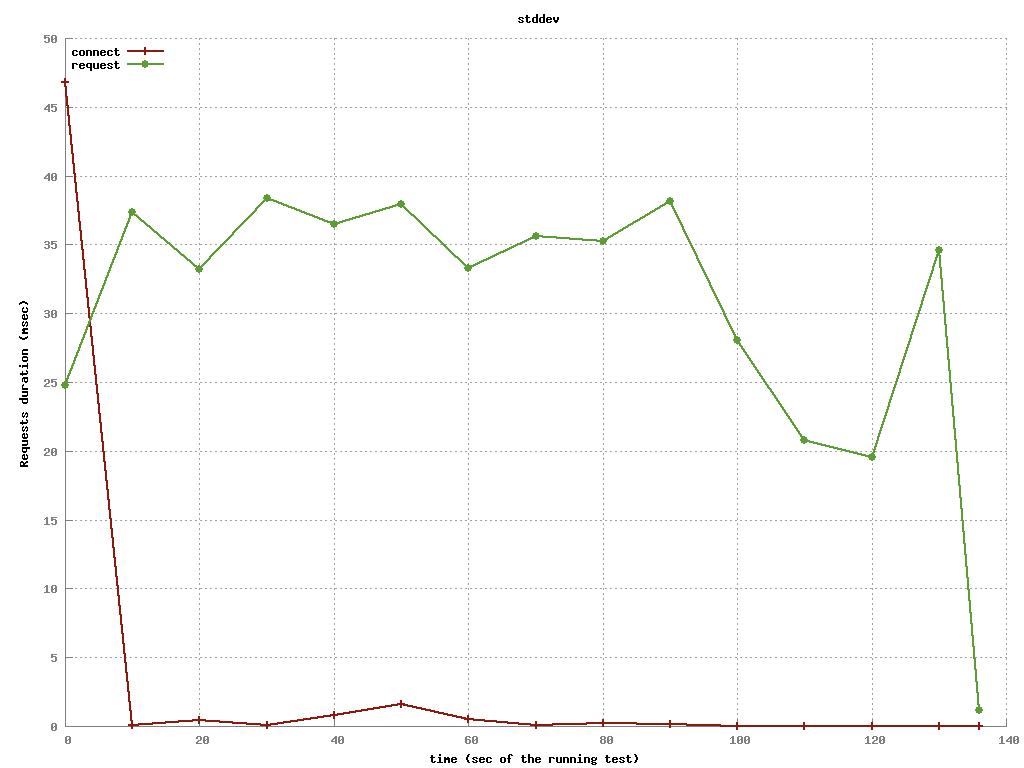 stddev
50
connect
request
45
40
35
30
25
20
15
10
5
0
Requests duration (msec)
0 20 40 60 80 100 120 140
time (sec of the running test)